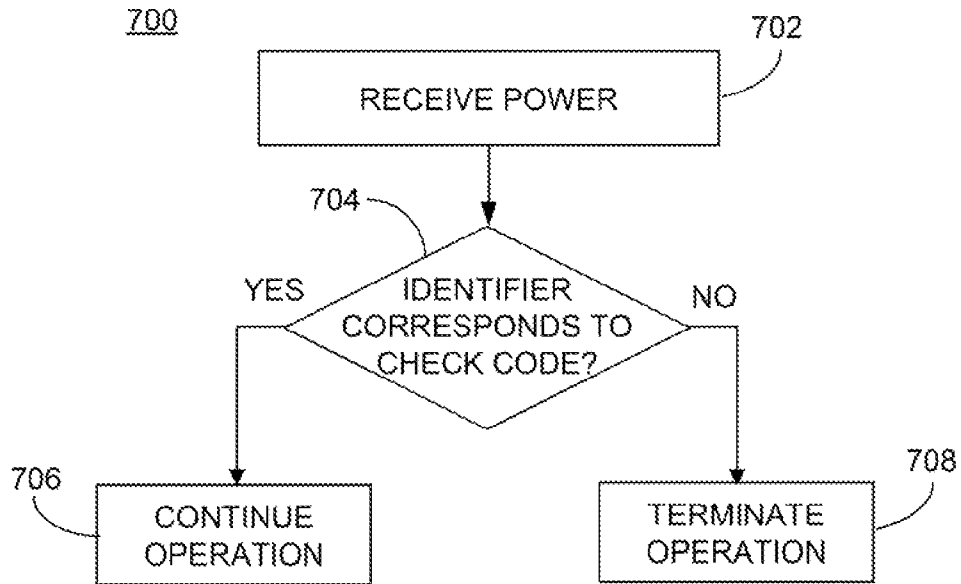 700
702
RECEIVE POWER
704
YES
IDENTIFIER
CORRESPONDS TO
CHECK CODE?
NO
706
CONTINUE
OPERATION
708
TERMINATE
OPERATION